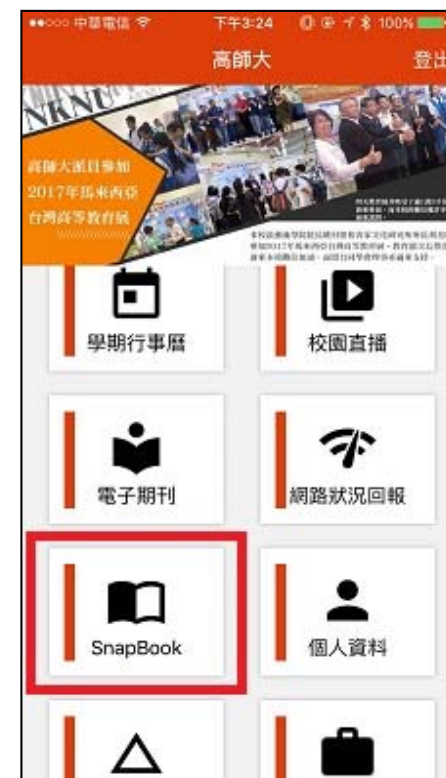 中華電信
下午3:24
100%
高師大
登出
NKNU
高師大派員參加
2017年馬來西亞
台灣高等教育展
學期行事曆
校園直播
電子期刊
網路狀況回報
SnapBook
個人資料